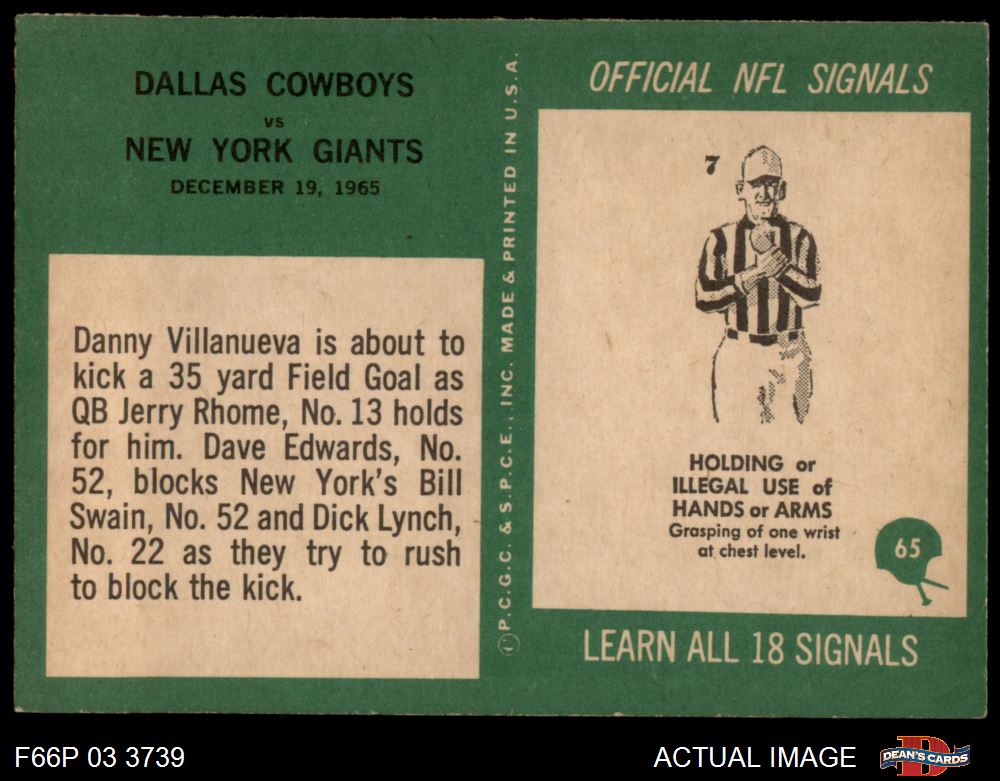 DALLAS COWBOYS
VS
NEW YORK GIANTS
DECEMBER 19, 1965
Danny Villanueva is about to
kick a 35 yard Field Goal as
QB Jerry Rhome, No. 13 holds
for him. Dave Edwards, No.
52, blocks New York's Bill
Swain, No. 52 and Dick Lynch,
No. 22 as they try to rush
to block the kick.
©P.C.G.C. & S.P.C.E., INC. MADE & PRINTED IN U.S.A.
OFFICIAL NFL SIGNALS
7
HOLDING or
ILLEGAL USE of
HANDS or ARMS
Grasping of one wrist
at chest level.
65
LEARN ALL 18 SIGNALS
F66P 03 3739
ACTUAL IMAGE
DEAN'S CARDS